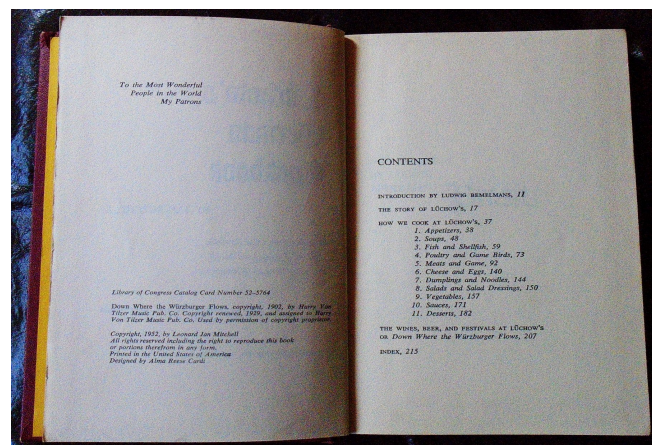 To the Most Wonderful
People in the World
My Patrons
Library of Congress Catalog Card Number 52-5764
Down Where the Würzburger Flows, copyright, 1902, by Harry Von
Tilzer Music Pub. Co. Copyright renewed, 1929, and assigned to Harry
Von Tilzer Music Pub. Co. Used by permission of copyright proprietor.
Copyright, 1952, by Leonard Jan Mitchell
All rights reserved including the right to reproduce this book
or portions therefrom in any form.
Printed in the United States of America
Designed by Alma Reese Cardi
CONTENTS
INTRODUCTION BY LUDWIG BEMELMANS, 11
THE STORY OF LÜCHOW'S, 17
HOW WE COOK AT LÜCHOW'S, 37
1. Appetizers, 38
2. Soups, 48
3. Fish and Shellfish, 59
4. Poultry and Game Birds, 73
5. Meats and Game, 92
6. Cheese and Eggs, 140
7. Dumplings and Noodles, 144
8. Salads and Salad Dressings, 150
9. Vegetables, 157
10. Sauces, 171
11. Desserts, 182
THE WINES, BEER, AND FESTIVALS AT LÜCHOW'S
CO. Down Where the Würzburger Flows, 207
INDEX, 215